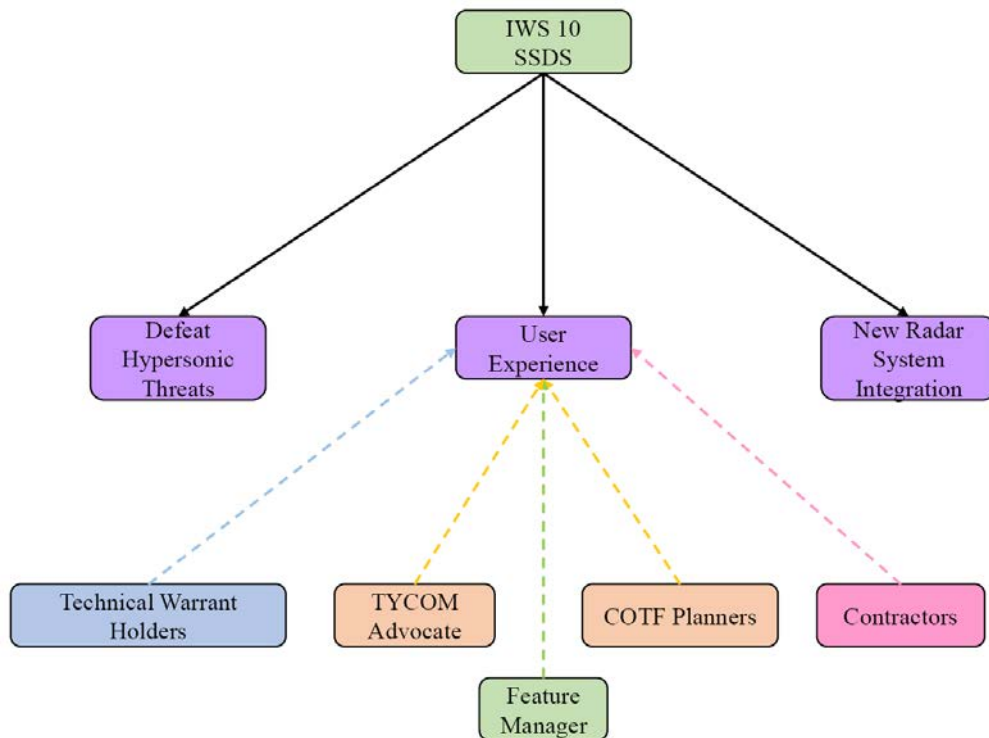 IWS 10
SSDS
Defeat
Hypersonic
Threats
User
Experience
New Radar
System
Integration
Technical Warrant
Holders
TYCOM
Advocate
COTF Planners
Contractors
Feature
Manager